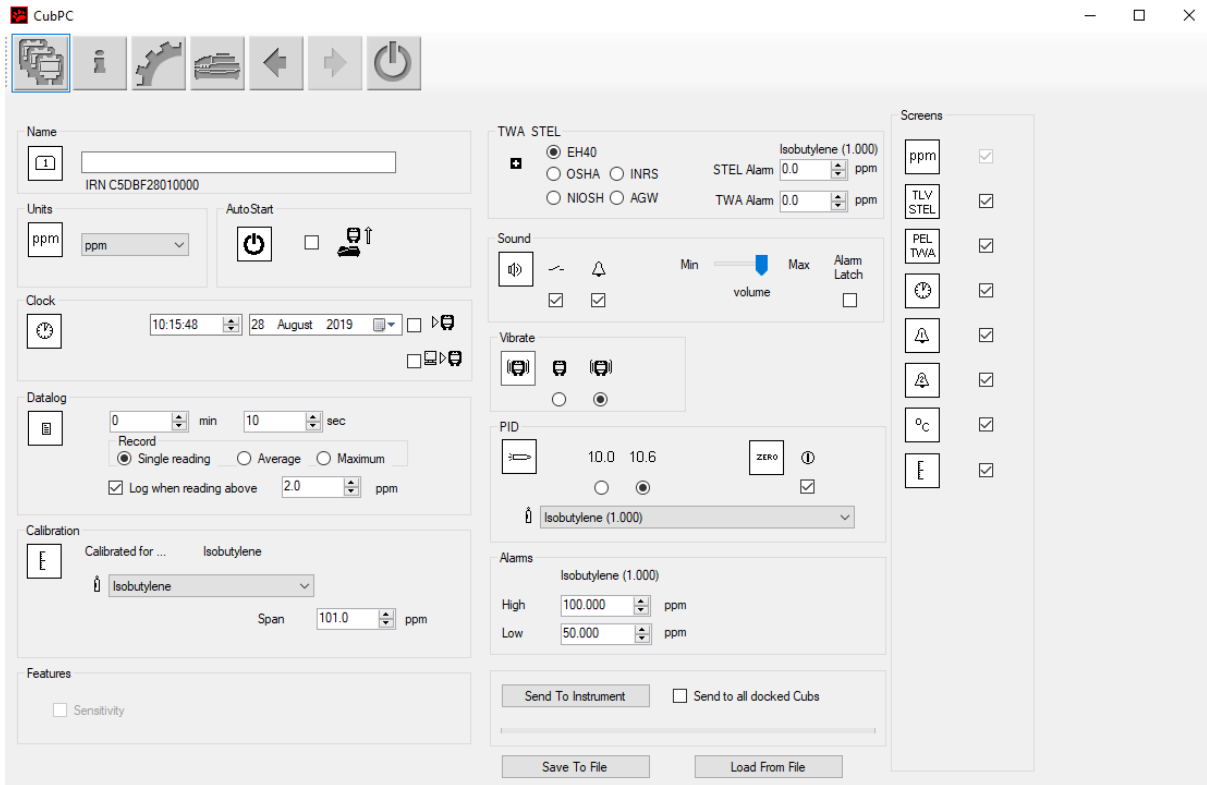 CubPC
Name
1
IRN C5DBF28010000
Units
ppm
ppm
AutoStart
Clock
10:15:48
28 August 2019
Datalog
0 min 10 sec
Record
Single reading Average Maximum
Log when reading above 2.0 ppm
Calibration
Calibrated for ... Isobutylene
Isobutylene
Span 101.0 ppm
Features
Sensitivity
TWA STEL
EH40
OSHA INRS
NIOSH AGW
Isobutylene (1.000)
STEL Alarm 0.0 ppm
TWA Alarm 0.0 ppm
Sound
Min Max
volume
Alarm
Latch
Vibrate
PID
10.0 10.6
ZERO
Isobutylene (1.000)
Alarms
Isobutylene (1.000)
High 100.000 ppm
Low 50.000 ppm
Send To Instrument
Send to all docked Cubs
Save To File
Load From File
Screens
ppm
TLV
STEL
PEL
TWA
1
2
°C